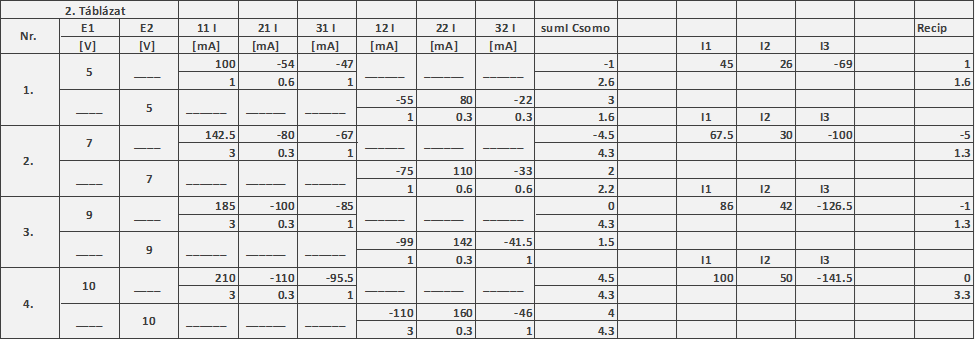 2. Táblázat
Nr. E1 E2 11 I 21 I 31 I 12 I 22 I 32 I sumI Csomo Recip
[V] [V] [mA] [mA] [mA] [mA] [mA] [mA] I1 I2 I3
1. 5 ____ 100 -54 -47 ______ ______ ______ -1 45 26 -69 1
1 0.6 1 2.6 1.6
____ 5 ______ ______ ______ -55 80 -22 3
1 0.3 0.3 1.6 I1 I2 I3
2. 7 ____ 142.5 -80 -67 ______ ______ ______ -4.5 67.5 30 -100 -5
3 0.3 1 4.3 1.3
____ 7 ______ ______ ______ -75 110 -33 2
1 0.6 0.6 2.2 I1 I2 I3
3. 9 ____ 185 -100 -85 ______ ______ ______ 0 86 42 -126.5 -1
3 0.3 1 4.3 1.3
____ 9 ______ ______ ______ -99 142 -41.5 1.5
1 0.3 1 I1 I2 I3
4. 10 ____ 210 -110 -95.5 ______ ______ ______ 4.5 100 50 -141.5 0
3 0.3 1 4.3 3.3
____ 10 ______ ______ ______ -110 160 -46 4
3 0.3 1 4.3